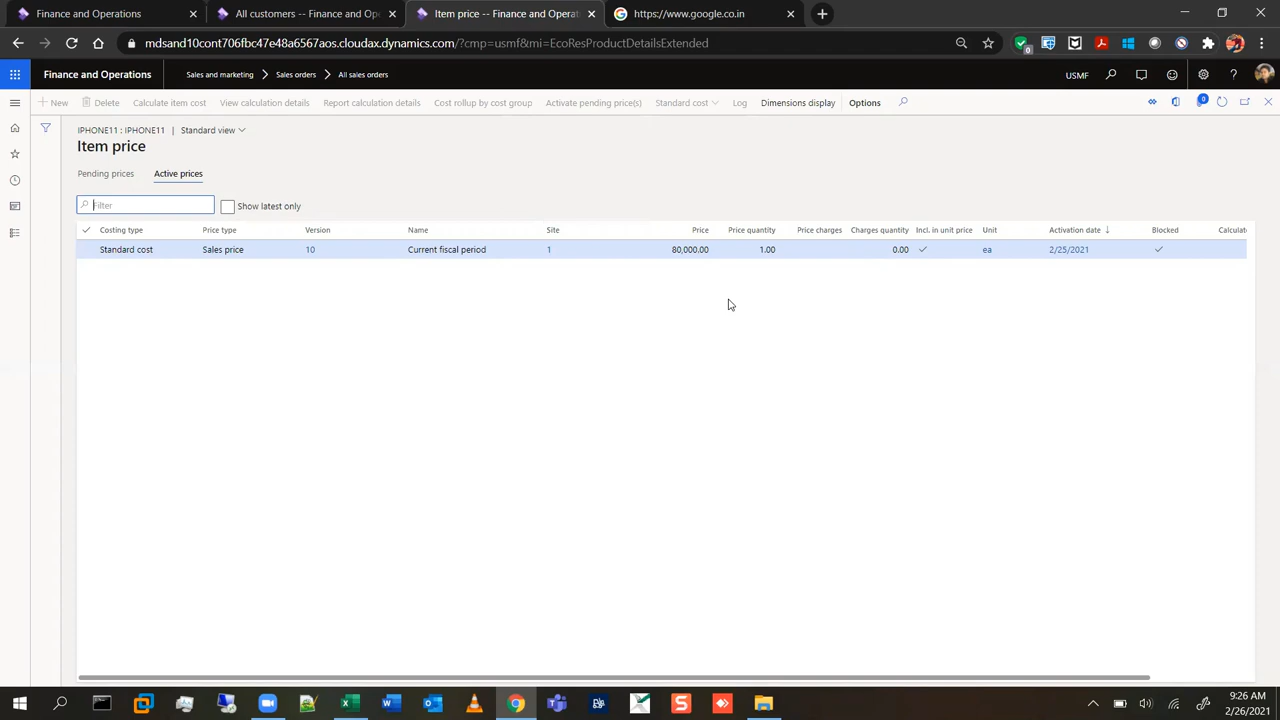 Finance and Operations
All customers -- Finance and Ope
Item price -- Finance and Operat
https://www.google.co.in
mdsand10cont706fbc47e48a6567aos.cloudax.dynamics.com/?cmp=usmf&mi=EcoResProductDetailsExtended
Finance and Operations
Sales and marketing
Sales orders
All sales orders
USMF
New
Delete
Calculate item cost
View calculation details
Report calculation details
Cost rollup by cost group
Activate pending price(s)
Standard cost
Log
Dimensions display
Options
0
IPHONE11 : IPHONE11 | Standard view
Item price
Pending prices
Active prices
Filter
Show latest only
Costing type Price type Version Name Site Price Price quantity Price charges Charges quantity Incl. in unit price Unit Activation date Blocked Calculat
Standard cost Sales price 10 Current fiscal period 1 80,000.00 1.00 0.00 ea 2/25/2021
9:26 AM
2/26/2021